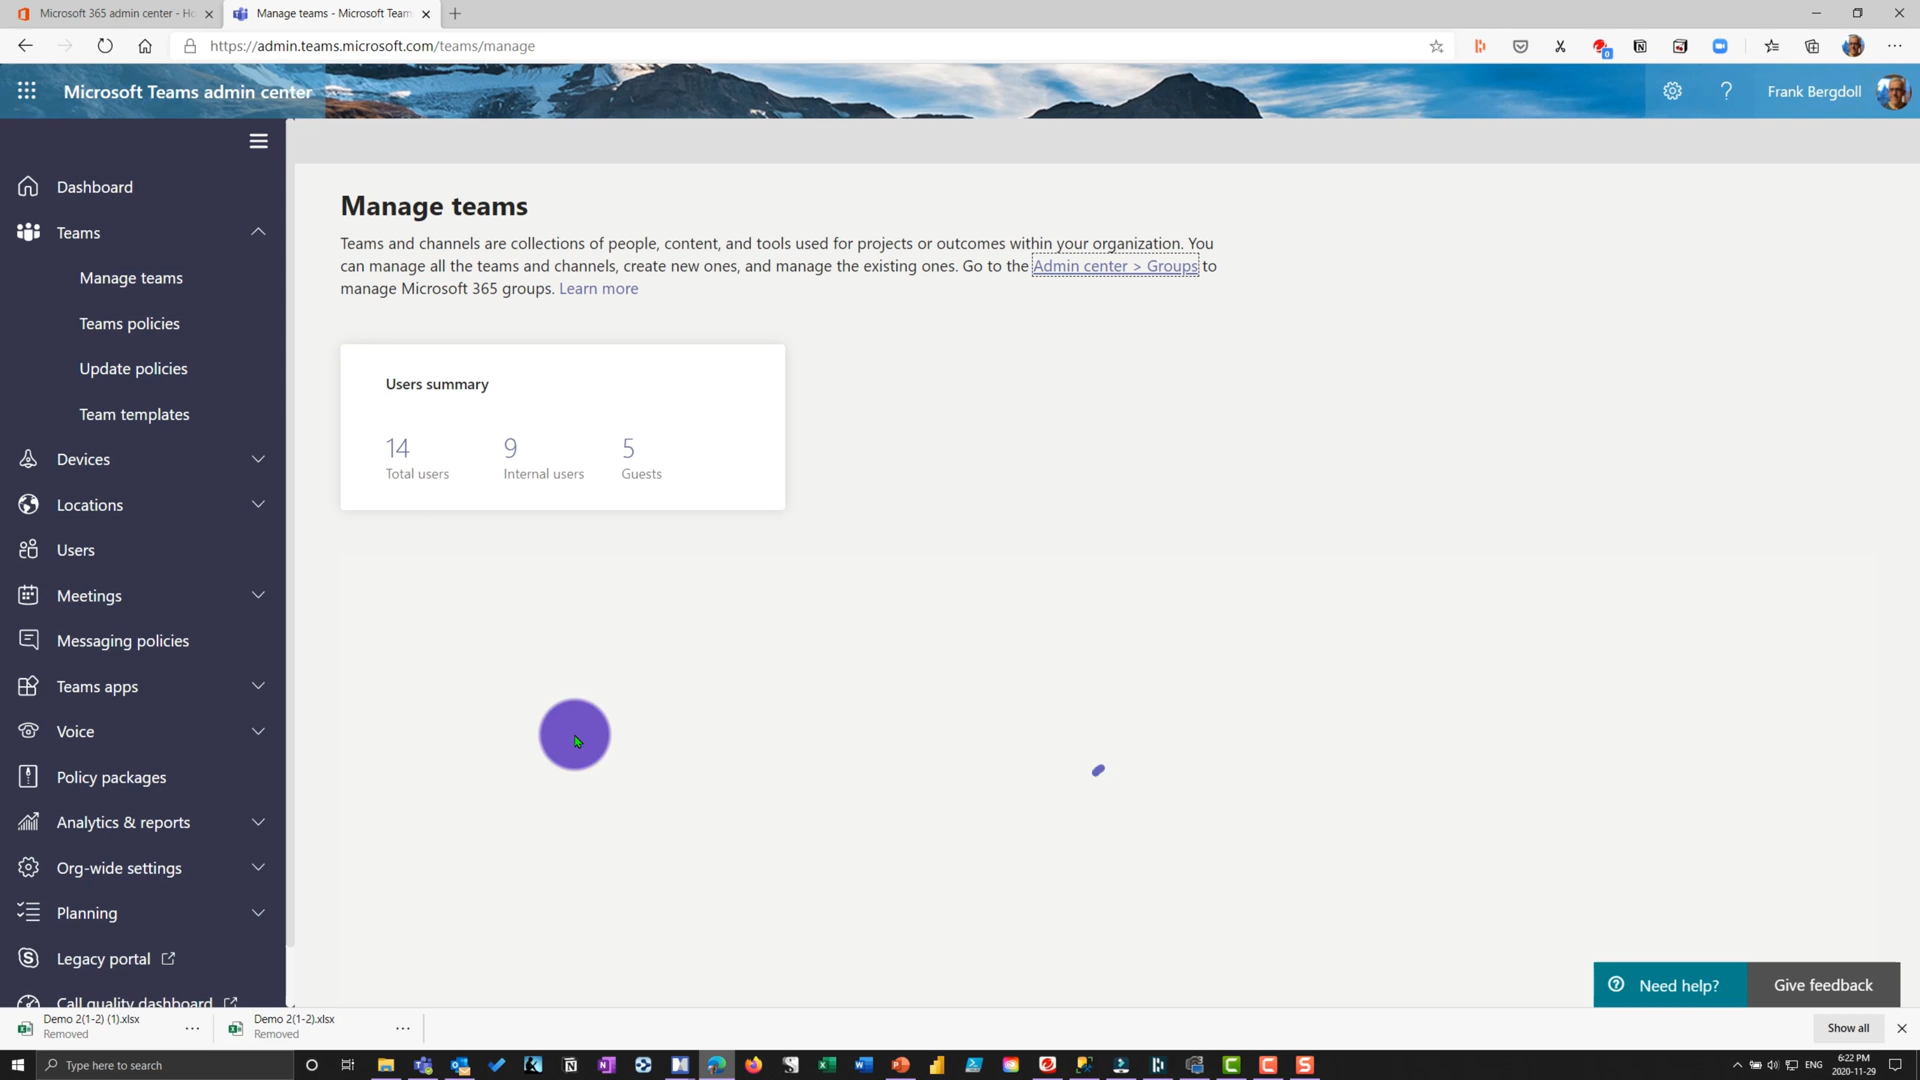 Microsoft 365 admin center - Ho
Manage teams - Microsoft Team
https://admin.teams.microsoft.com/teams/manage
0
Microsoft Teams admin center
Frank Bergdoll
Dashboard
Teams
Manage teams
Teams policies
Update policies
Team templates
Devices
Locations
Users
Meetings
Messaging policies
Teams apps
Voice
Policy packages
Analytics & reports
Org-wide settings
Planning
Legacy portal
Call quality dashboard
Manage teams
Teams and channels are collections of people, content, and tools used for projects or outcomes within your organization. You
can manage all the teams and channels, create new ones, and manage the existing ones. Go to the Admin center > Groups to
manage Microsoft 365 groups. Learn more
Users summary
14 9 5
Total users Internal users Guests
Need help?
Give feedback
Demo 2(1-2) (1).xlsx
Removed
Demo 2(1-2).xlsx
Removed
Show all
Type here to search
ENG
6:22 PM
2020-11-29